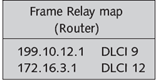 Frame Relay map
(Router)
199.10.12.1 DLCI 9
172.16.3.1 DLCI 12